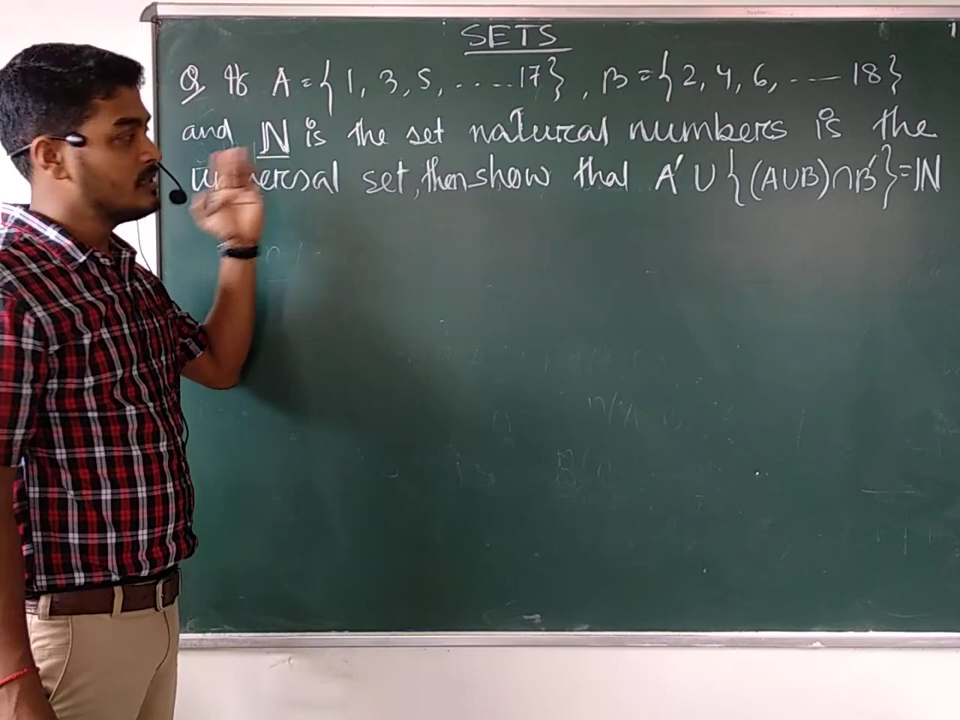 SETS
Q If A = {1, 3, 5, ......17}, B = {2, 4, 6, ...... 18}
and N is the set natural numbers is the
universal set, then show that A' ∪ {(A∪B)∩B'} = N